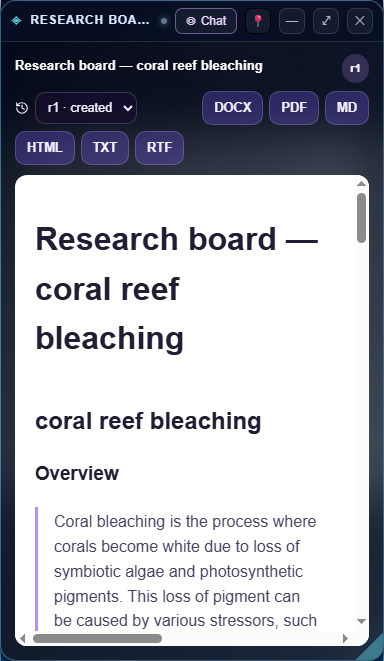 RESEARCH BOA...
Chat
Research board — coral reef bleaching
r1
r1 · created
DOCX
PDF
MD
HTML
TXT
RTF
Research board —
coral reef
bleaching
coral reef bleaching
Overview
Coral bleaching is the process where
corals become white due to loss of
symbiotic algae and photosynthetic
pigments. This loss of pigment can
be caused by various stressors, such